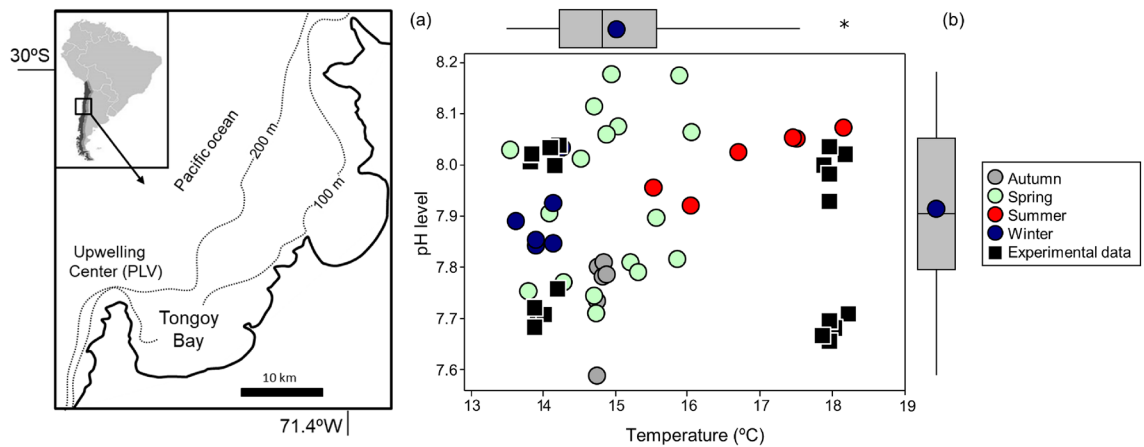 30ºS
Pacific ocean
200 m
100 m
Upwelling
Center (PLV)
Tongoy
Bay
10 km
71.4ºW
(a)
*
(b)
8.2
8.1
8.0
7.9
7.8
7.7
7.6
pH level
13 14 15 16 17 18 19
Temperature (ºC)
Autumn
Spring
Summer
Winter
Experimental data